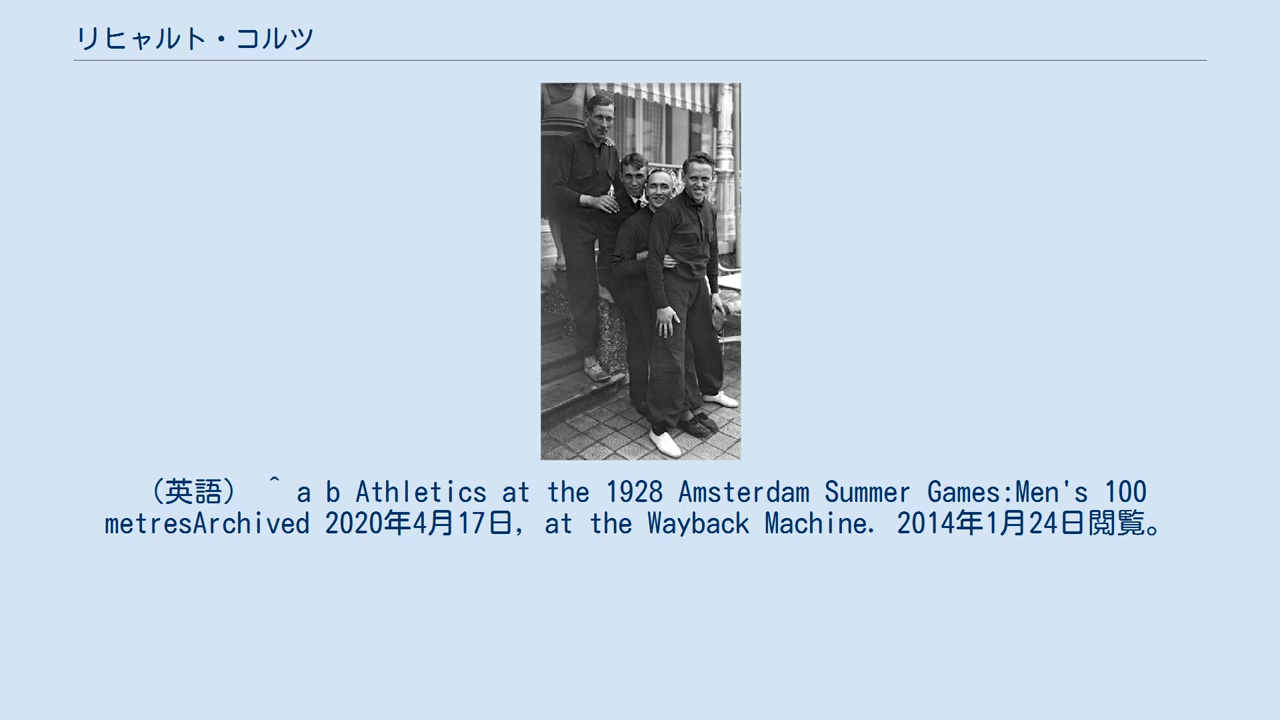 リヒャルト・コルツ
（英語） ^ a b Athletics at the 1928 Amsterdam Summer Games:Men's 100
metresArchived 2020年4月17日, at the Wayback Machine. 2014年1月24日閲覧。